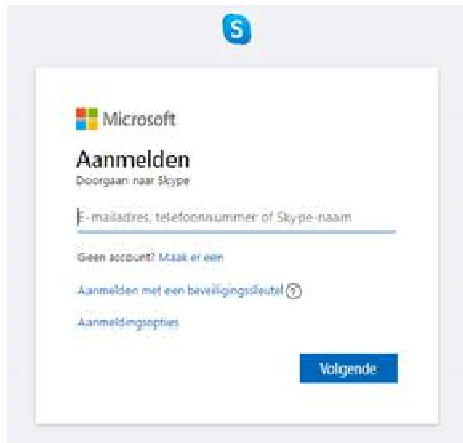 S
Microsoft
Aanmelden
Doorgaan naar Skype
E-mailadres, telefoonnummer of Skype-naam
Geen account? Maak er een
Aanmelden met een beveiligingssleutel ?
Aanmeldingsopties
Volgende